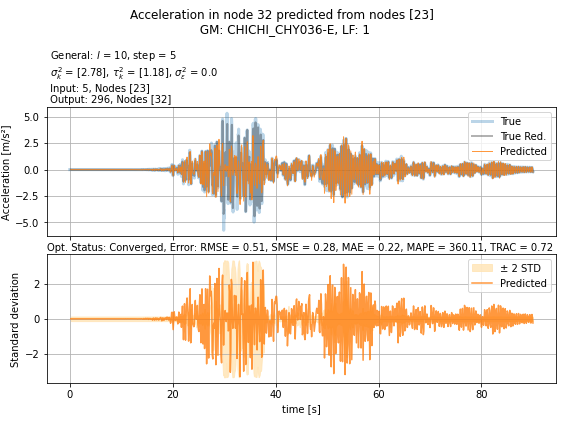 Acceleration in node 32 predicted from nodes [23]
GM: CHICHI_CHY036-E, LF: 1
General: l = 10, step = 5
σ²ₖ = [2.78], τ²ₖ = [1.18], σ²ε = 0.0
Input: 5, Nodes [23]
Output: 296, Nodes [32]
Acceleration [m/s²]
5.0
2.5
0.0
−2.5
−5.0
True
True Red.
Predicted
Opt. Status: Converged, Error: RMSE = 0.51, SMSE = 0.28, MAE = 0.22, MAPE = 360.11, TRAC = 0.72
Standard deviation
2
0
−2
± 2 STD
Predicted
0 20 40 60 80
time [s]